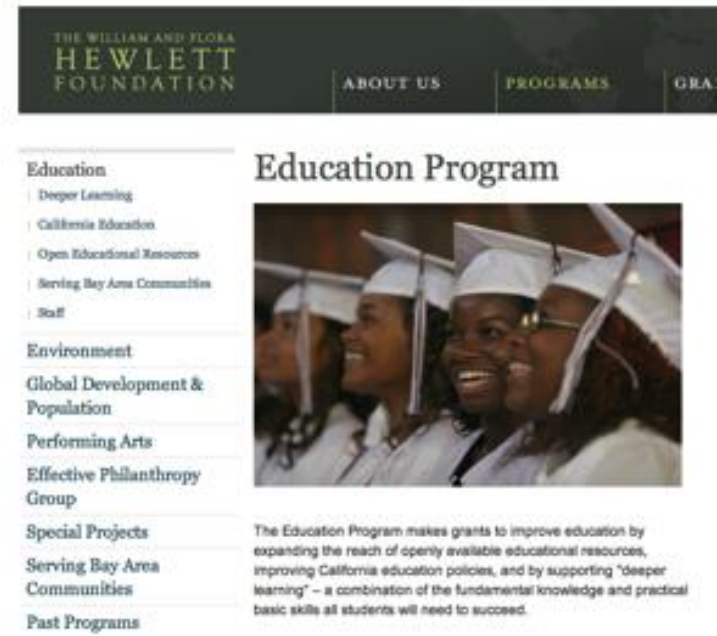 THE WILLIAM AND FLORA
HEWLETT
FOUNDATION
ABOUT US
PROGRAMS
GRA
Education
Deeper Learning
California Education
Open Educational Resources
Serving Bay Area Communities
Staff
Environment
Global Development &
Population
Performing Arts
Effective Philanthropy
Group
Special Projects
Serving Bay Area
Communities
Past Programs
Education Program
The Education Program makes grants to improve education by
expanding the reach of openly available educational resources,
improving California education policies, and by supporting "deeper
learning" – a combination of the fundamental knowledge and practical
basic skills all students will need to succeed.